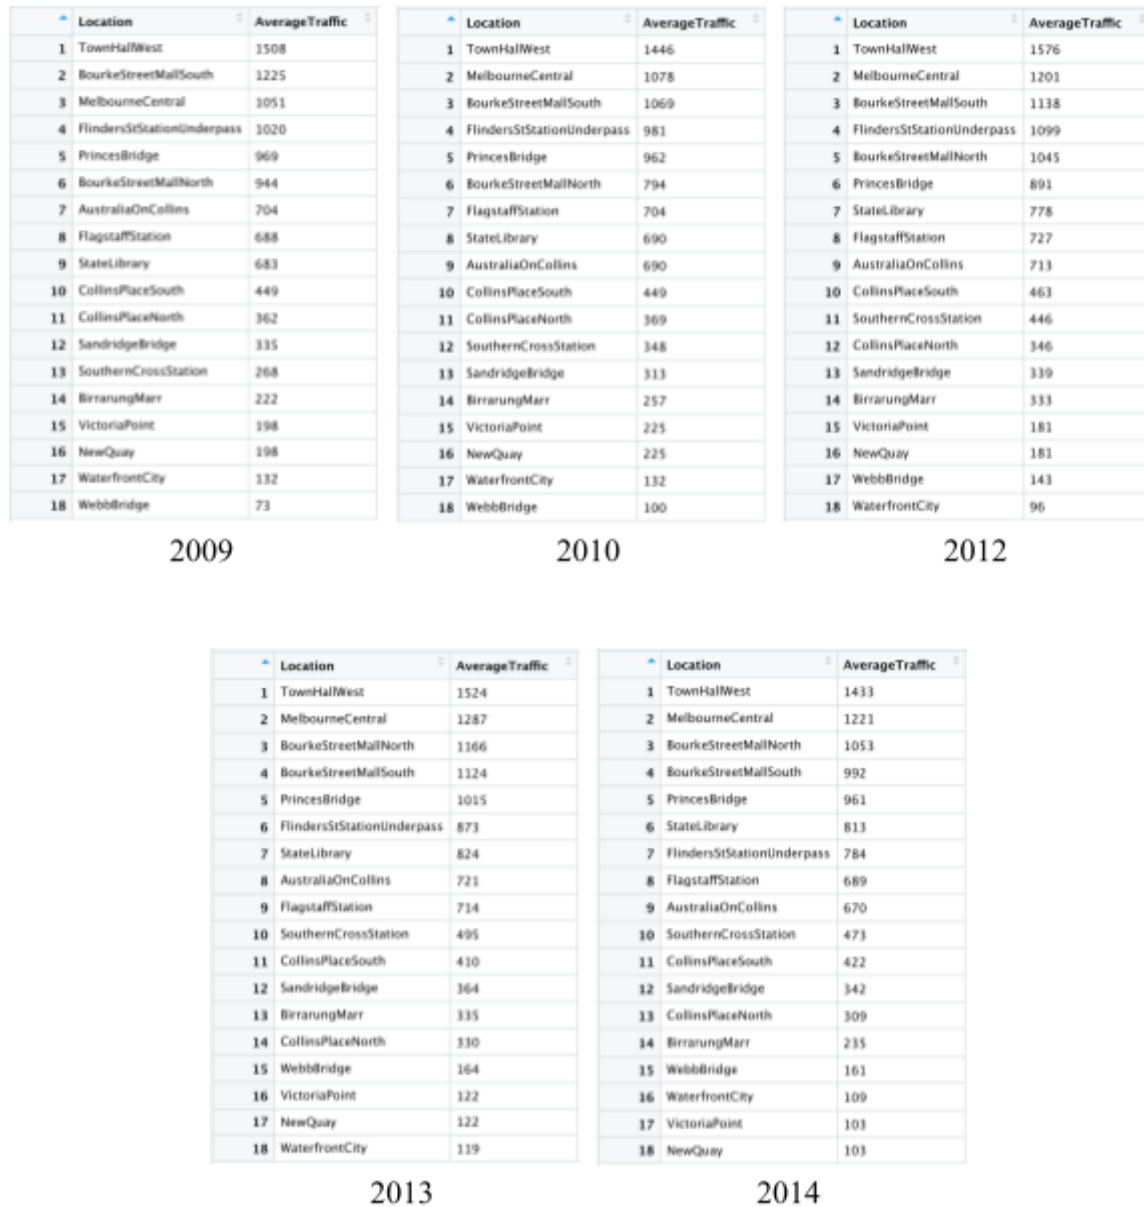 Location AverageTraffic
1 TownHallWest 1508
2 BourkeStreetMallSouth 1225
3 MelbourneCentral 1051
4 FlindersStStationUnderpass 1020
5 PrincesBridge 969
6 BourkeStreetMallNorth 944
7 AustraliaOnCollins 704
8 FlagstaffStation 688
9 StateLibrary 683
10 CollinsPlaceSouth 449
11 CollinsPlaceNorth 362
12 SandridgeBridge 335
13 SouthernCrossStation 268
14 BirrarungMarr 222
15 VictoriaPoint 198
16 NewQuay 198
17 WaterfrontCity 132
18 WebbBridge 73
2009
Location AverageTraffic
1 TownHallWest 1446
2 MelbourneCentral 1078
3 BourkeStreetMallSouth 1069
4 FlindersStStationUnderpass 981
5 PrincesBridge 962
6 BourkeStreetMallNorth 794
7 FlagstaffStation 704
8 StateLibrary 690
9 AustraliaOnCollins 690
10 CollinsPlaceSouth 449
11 CollinsPlaceNorth 369
12 SouthernCrossStation 348
13 SandridgeBridge 313
14 BirrarungMarr 257
15 VictoriaPoint 225
16 NewQuay 225
17 WaterfrontCity 132
18 WebbBridge 100
2010
Location AverageTraffic
1 TownHallWest 1576
2 MelbourneCentral 1201
3 BourkeStreetMallSouth 1138
4 FlindersStStationUnderpass 1099
5 BourkeStreetMallNorth 1045
6 PrincesBridge 891
7 StateLibrary 778
8 FlagstaffStation 727
9 AustraliaOnCollins 713
10 CollinsPlaceSouth 463
11 SouthernCrossStation 446
12 CollinsPlaceNorth 346
13 SandridgeBridge 339
14 BirrarungMarr 333
15 VictoriaPoint 181
16 NewQuay 181
17 WebbBridge 143
18 WaterfrontCity 96
2012
Location AverageTraffic
1 TownHallWest 1524
2 MelbourneCentral 1287
3 BourkeStreetMallNorth 1166
4 BourkeStreetMallSouth 1124
5 PrincesBridge 1015
6 FlindersStStationUnderpass 873
7 StateLibrary 824
8 AustraliaOnCollins 721
9 FlagstaffStation 714
10 SouthernCrossStation 495
11 CollinsPlaceSouth 410
12 SandridgeBridge 364
13 BirrarungMarr 335
14 CollinsPlaceNorth 330
15 WebbBridge 164
16 VictoriaPoint 122
17 NewQuay 122
18 WaterfrontCity 119
2013
Location AverageTraffic
1 TownHallWest 1433
2 MelbourneCentral 1221
3 BourkeStreetMallNorth 1053
4 BourkeStreetMallSouth 992
5 PrincesBridge 961
6 StateLibrary 813
7 FlindersStStationUnderpass 784
8 FlagstaffStation 689
9 AustraliaOnCollins 670
10 SouthernCrossStation 473
11 CollinsPlaceSouth 422
12 SandridgeBridge 342
13 CollinsPlaceNorth 309
14 BirrarungMarr 235
15 WebbBridge 161
16 WaterfrontCity 109
17 VictoriaPoint 103
18 NewQuay 103
2014